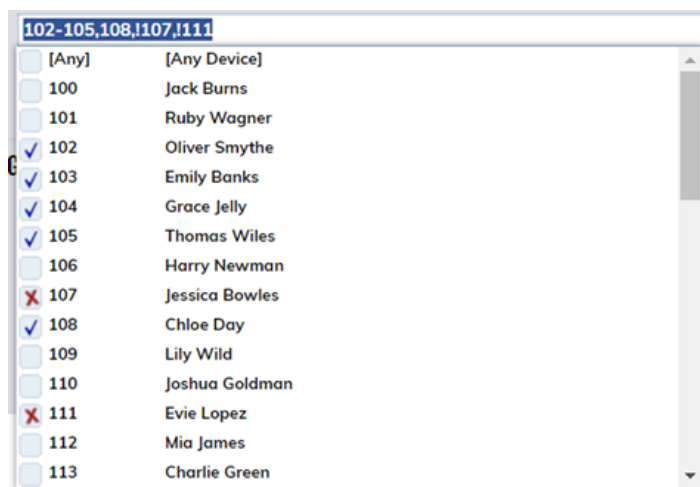 102-105,108,!107,!111
[Any] [Any Device]
100 Jack Burns
101 Ruby Wagner
102 Oliver Smythe
103 Emily Banks
104 Grace Jelly
105 Thomas Wiles
106 Harry Newman
107 Jessica Bowles
108 Chloe Day
109 Lily Wild
110 Joshua Goldman
111 Evie Lopez
112 Mia James
113 Charlie Green